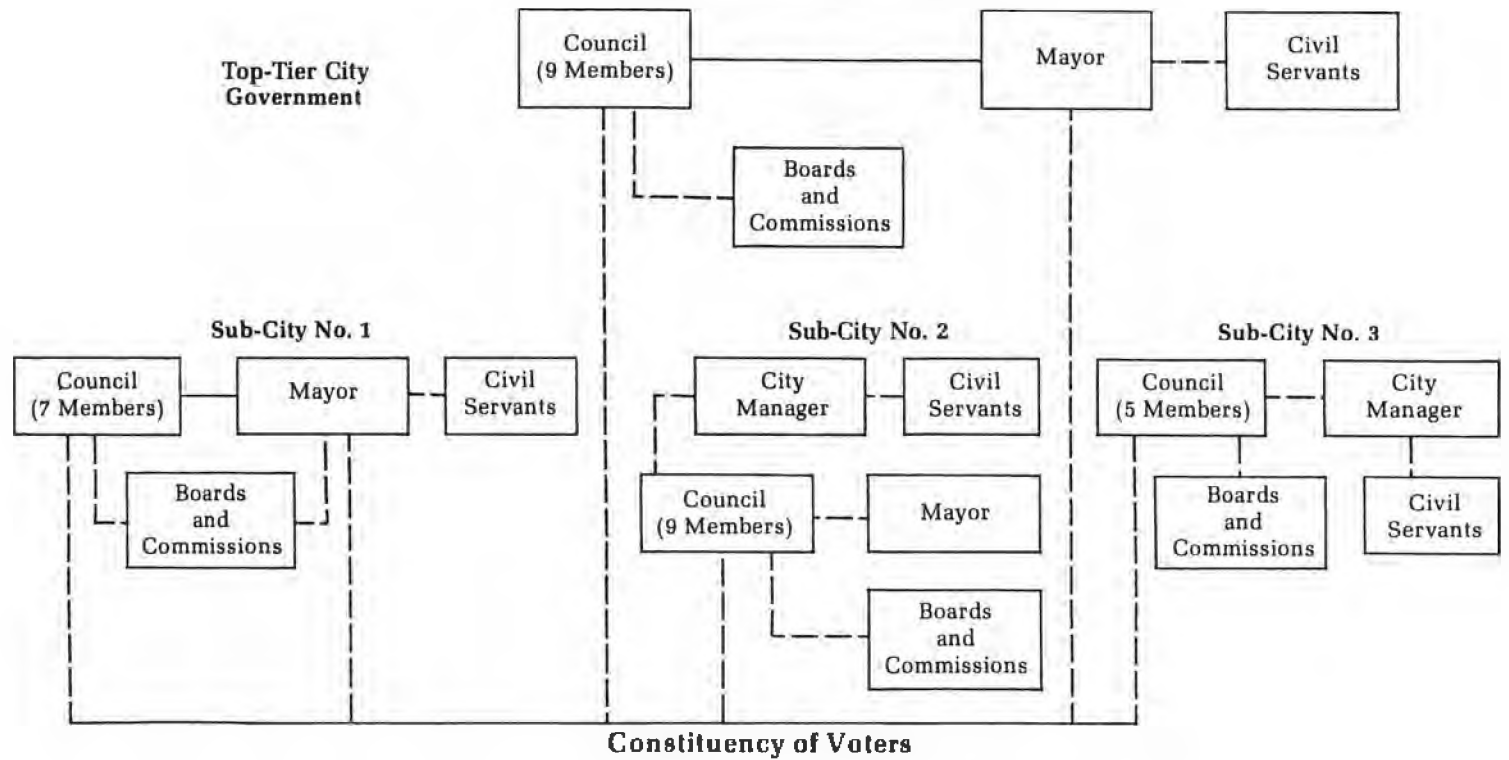 Top-Tier City
Government
Council
(9 Members)
Mayor
Civil
Servants
Boards
and
Commissions
Sub-City No. 1
Council
(7 Members)
Mayor
Civil
Servants
Boards
and
Commissions
Sub-City No. 2
City
Manager
Civil
Servants
Council
(9 Members)
Mayor
Boards
and
Commissions
Sub-City No. 3
Council
(5 Members)
City
Manager
Boards
and
Commissions
Civil
Servants
Constituency of Voters